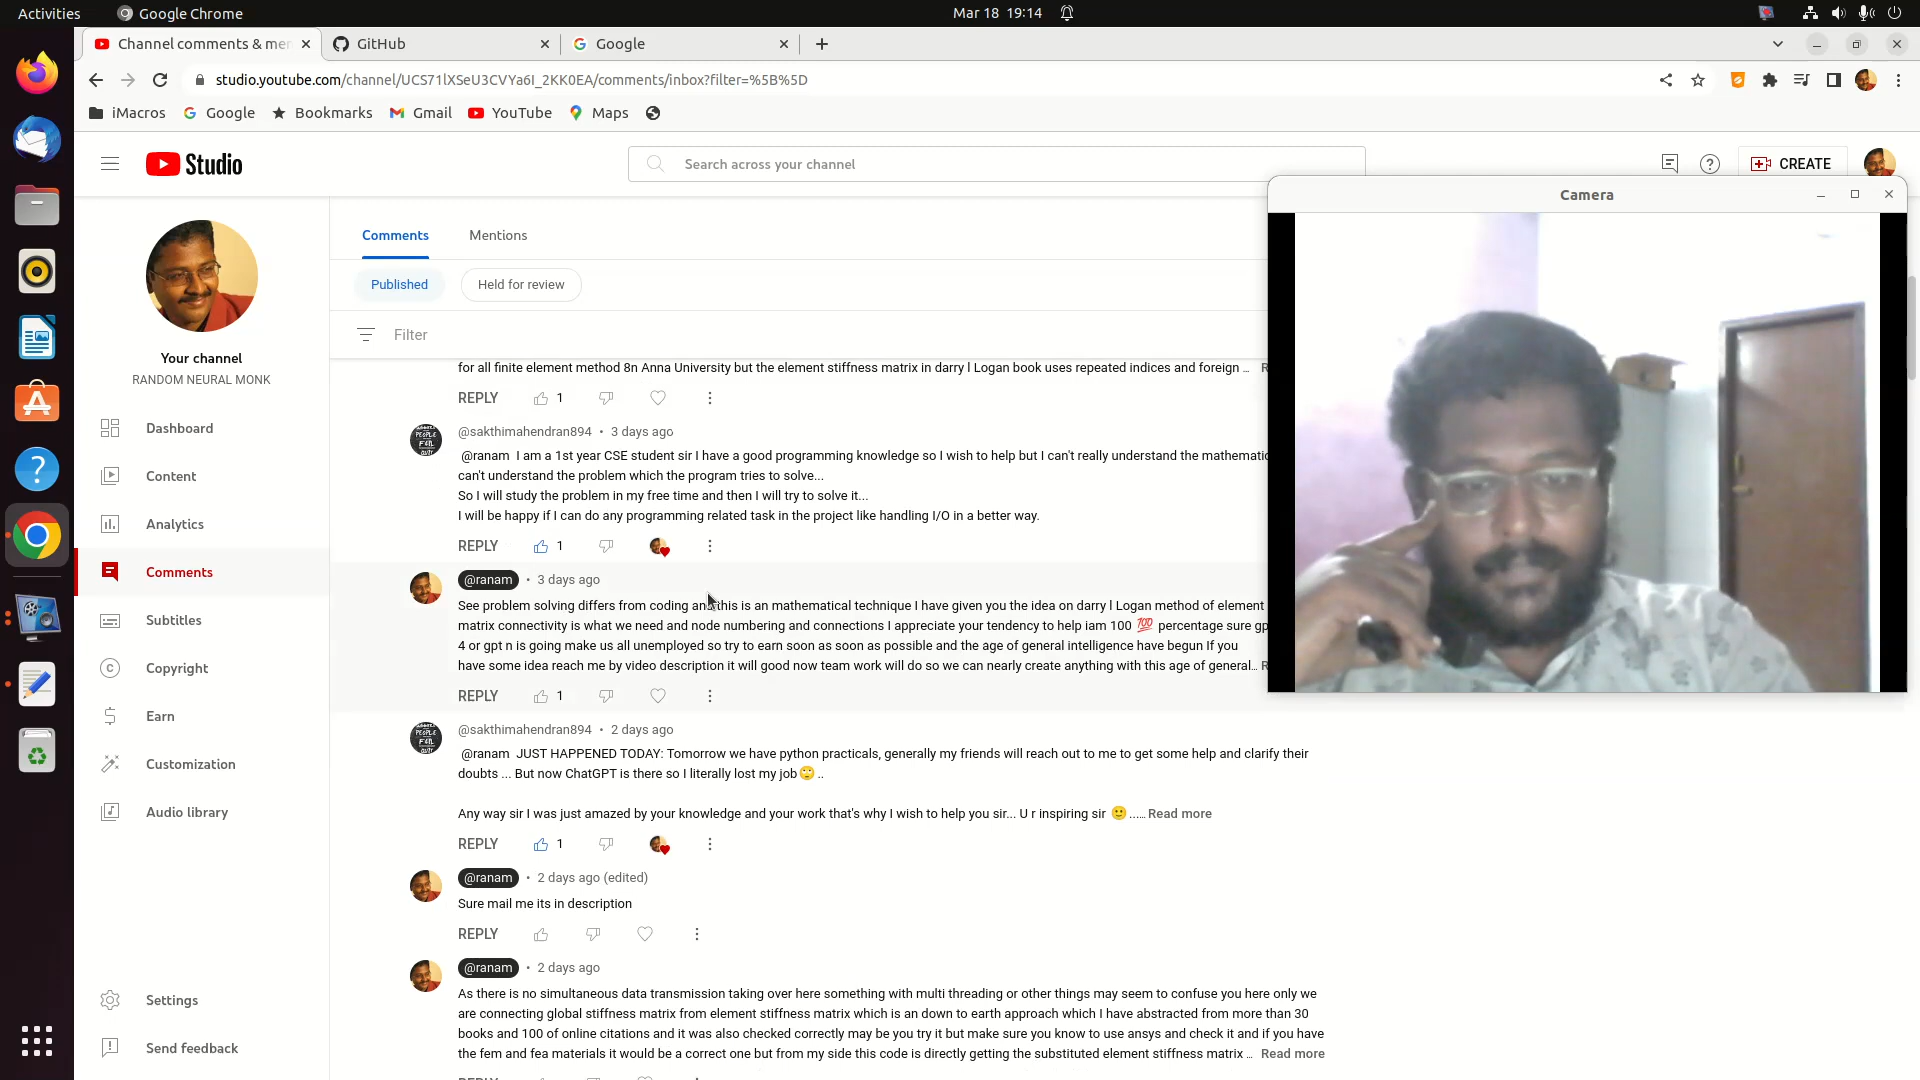 Activities
Google Chrome
Mar 18 19:14
Channel comments & mer
GitHub
Google
studio.youtube.com/channel/UCS71lXSeU3CVYa6I_2KK0EA/comments/inbox?filter=%5B%5D
iMacros
Google
Bookmarks
Gmail
YouTube
Maps
Studio
Search across your channel
CREATE
Camera
Your channel
RANDOM NEURAL MONK
Dashboard
Content
Analytics
Comments
Subtitles
Copyright
Earn
Customization
Audio library
Settings
Send feedback
Comments
Mentions
Published
Held for review
Filter
for all finite element method 8n Anna University but the element stiffness matrix in darry l Logan book uses repeated indices and foreign ...
REPLY 1
@sakthimahendran894 • 3 days ago
@ranam I am a 1st year CSE student sir I have a good programming knowledge so I wish to help but I can't really understand the mathematic
can't understand the problem which the program tries to solve...
So I will study the problem in my free time and then I will try to solve it...
I will be happy if I can do any programming related task in the project like handling I/O in a better way.
REPLY 1
@ranam • 3 days ago
See problem solving differs from coding and this is an mathematical technique I have given you the idea on darry l Logan method of element
matrix connectivity is what we need and node numbering and connections I appreciate your tendency to help iam 100 💯 percentage sure gp
4 or gpt n is going make us all unemployed so try to earn soon as soon as possible and the age of general intelligence have begun If you
have some idea reach me by video description it will good now team work will do so we can nearly create anything with this age of general...
REPLY 1
@sakthimahendran894 • 2 days ago
@ranam JUST HAPPENED TODAY: Tomorrow we have python practicals, generally my friends will reach out to me to get some help and clarify their
doubts ... But now ChatGPT is there so I literally lost my job🙄 ..
Any way sir I was just amazed by your knowledge and your work that's why I wish to help you sir... U r inspiring sir 🙂 ...... Read more
REPLY 1
@ranam • 2 days ago (edited)
Sure mail me its in description
REPLY
@ranam • 2 days ago
As there is no simultaneous data transmission taking over here something with multi threading or other things may seem to confuse you here only we
are connecting global stiffness matrix from element stiffness matrix which is an down to earth approach which I have abstracted from more than 30
books and 100 of online citations and it was also checked correctly may be you try it but make sure you know to use ansys and check it and if you have
the fem and fea materials it would be a correct one but from my side this code is directly getting the substituted element stiffness matrix ... Read more